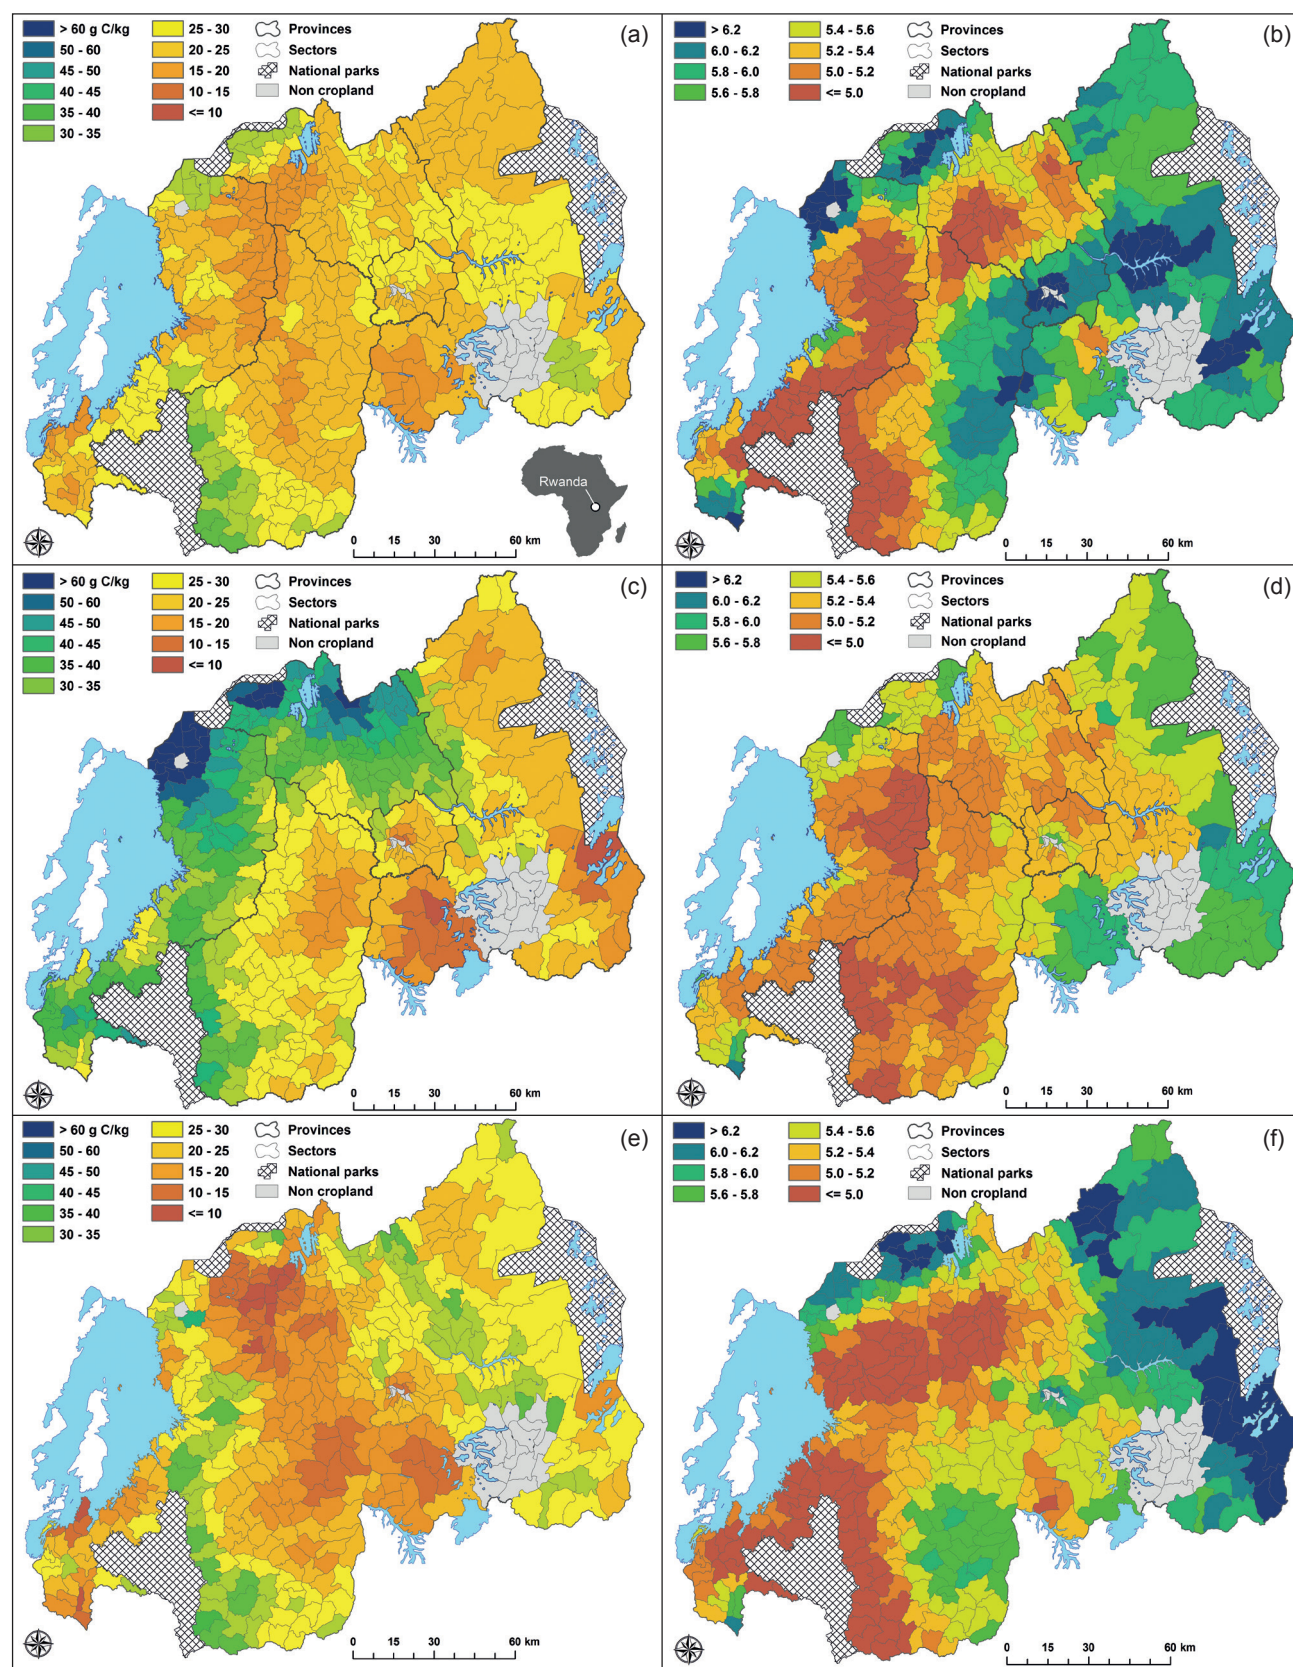 > 60 g C/kg
50 - 60
45 - 50
40 - 45
35 - 40
30 - 35
25 - 30
20 - 25
15 - 20
10 - 15
<= 10
Provinces
Sectors
National parks
Non cropland
(a)
Rwanda
0 15 30 60 km
> 6.2
6.0 - 6.2
5.8 - 6.0
5.6 - 5.8
5.4 - 5.6
5.2 - 5.4
5.0 - 5.2
<= 5.0
Provinces
Sectors
National parks
Non cropland
(b)
0 15 30 60 km
> 60 g C/kg
50 - 60
45 - 50
40 - 45
35 - 40
30 - 35
25 - 30
20 - 25
15 - 20
10 - 15
<= 10
Provinces
Sectors
National parks
Non cropland
(c)
0 15 30 60 km
> 6.2
6.0 - 6.2
5.8 - 6.0
5.6 - 5.8
5.4 - 5.6
5.2 - 5.4
5.0 - 5.2
<= 5.0
Provinces
Sectors
National parks
Non cropland
(d)
0 15 30 60 km
> 60 g C/kg
50 - 60
45 - 50
40 - 45
35 - 40
30 - 35
25 - 30
20 - 25
15 - 20
10 - 15
<= 10
Provinces
Sectors
National parks
Non cropland
(e)
0 15 30 60 km
> 6.2
6.0 - 6.2
5.8 - 6.0
5.6 - 5.8
5.4 - 5.6
5.2 - 5.4
5.0 - 5.2
<= 5.0
Provinces
Sectors
National parks
Non cropland
(f)
0 15 30 60 km